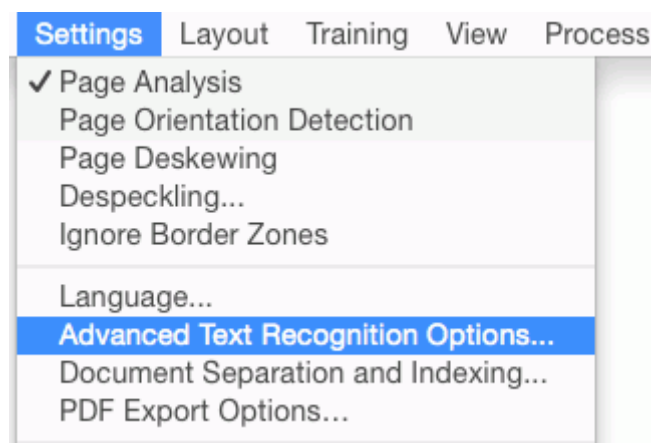 Settings Layout Training View Process
✓ Page Analysis
Page Orientation Detection
Page Deskewing
Despeckling...
Ignore Border Zones
Language...
Advanced Text Recognition Options...
Document Separation and Indexing...
PDF Export Options...